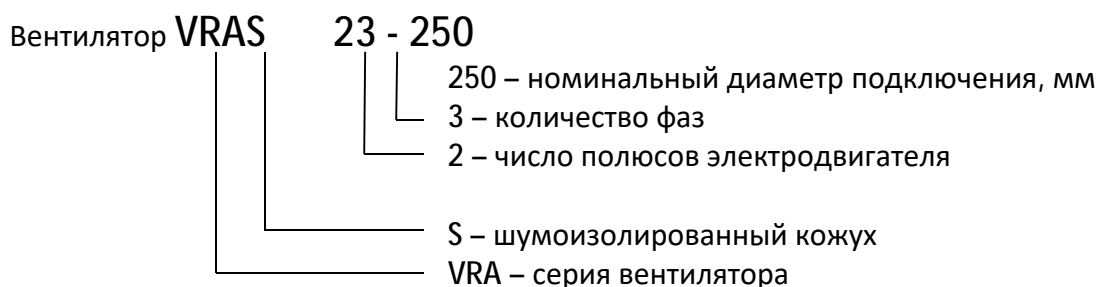 Вентилятор VRAS 23 - 250
250 – номинальный диаметр подключения, мм
3 – количество фаз
2 – число полюсов электродвигателя
S – шумоизолированный кожух
VRA – серия вентилятора